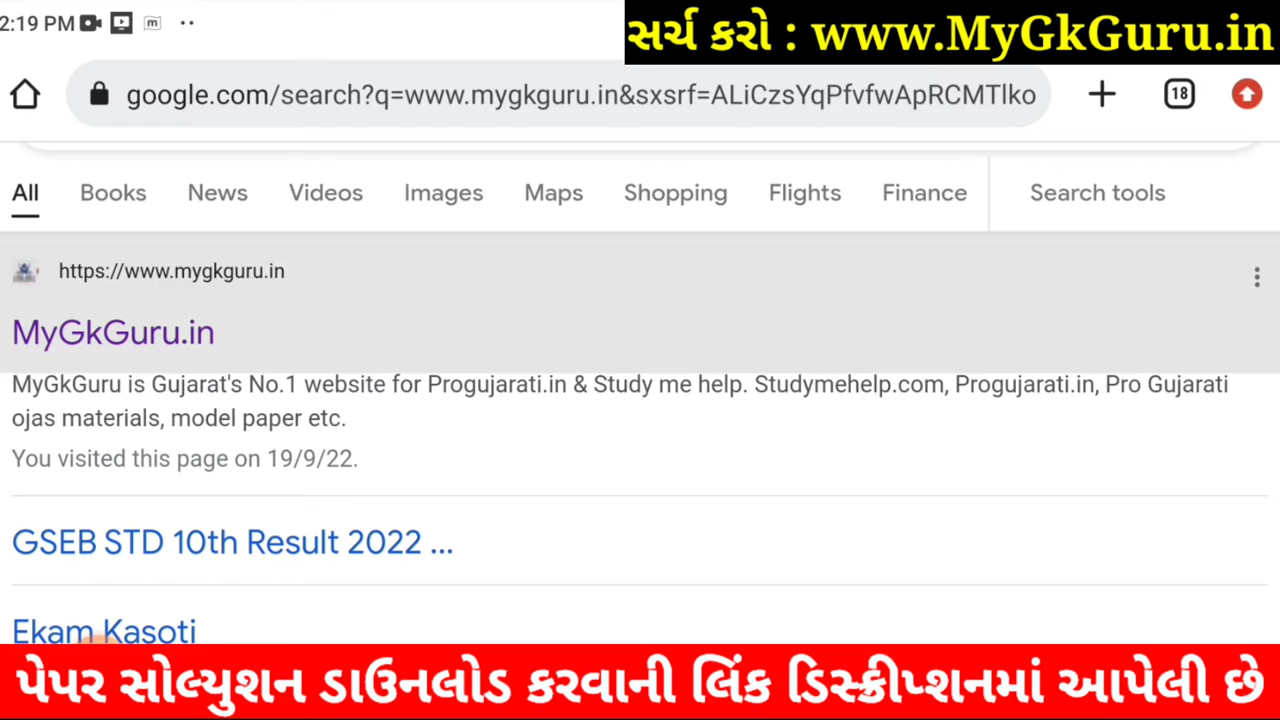 2:19 PM
સર્ચ કરો : www.MyGkGuru.in
google.com/search?q=www.mygkguru.in&sxsrf=ALiCzsYqPfvfwApRCMTlko
18
All Books News Videos Images Maps Shopping Flights Finance Search tools
https://www.mygkguru.in
MyGkGuru.in
MyGkGuru is Gujarat's No.1 website for Progujarati.in & Study me help. Studymehelp.com, Progujarati.in, Pro Gujarati
ojas materials, model paper etc.
You visited this page on 19/9/22.
GSEB STD 10th Result 2022 ...
Ekam Kasoti
પેપર સોલ્યુશન ડાઉનલોડ કરવાની લિંક ડિસ્ક્રીપ્શનમાં આપેલી છે